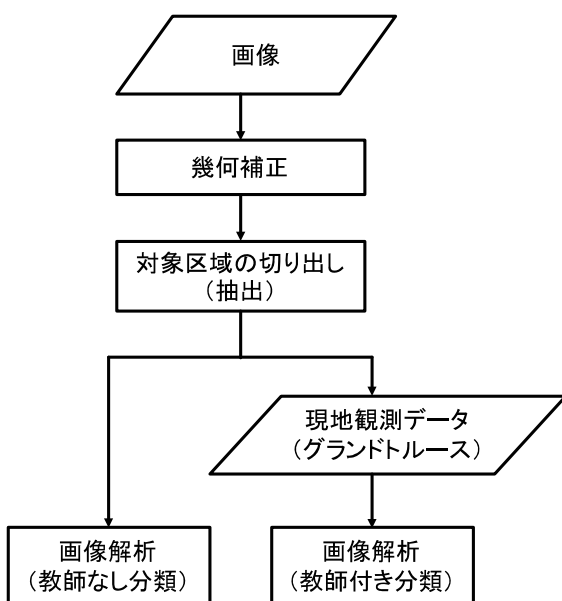 画像
幾何補正
対象区域の切り出し
（抽出）
現地観測データ
（グランドトルース）
画像解析
（教師なし分類）
画像解析
（教師付き分類）